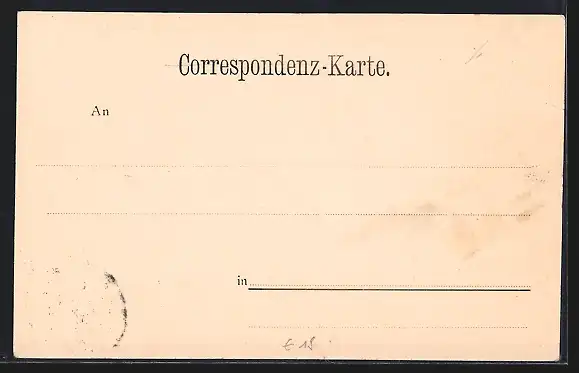 Correspondenz-Karte.
An
in